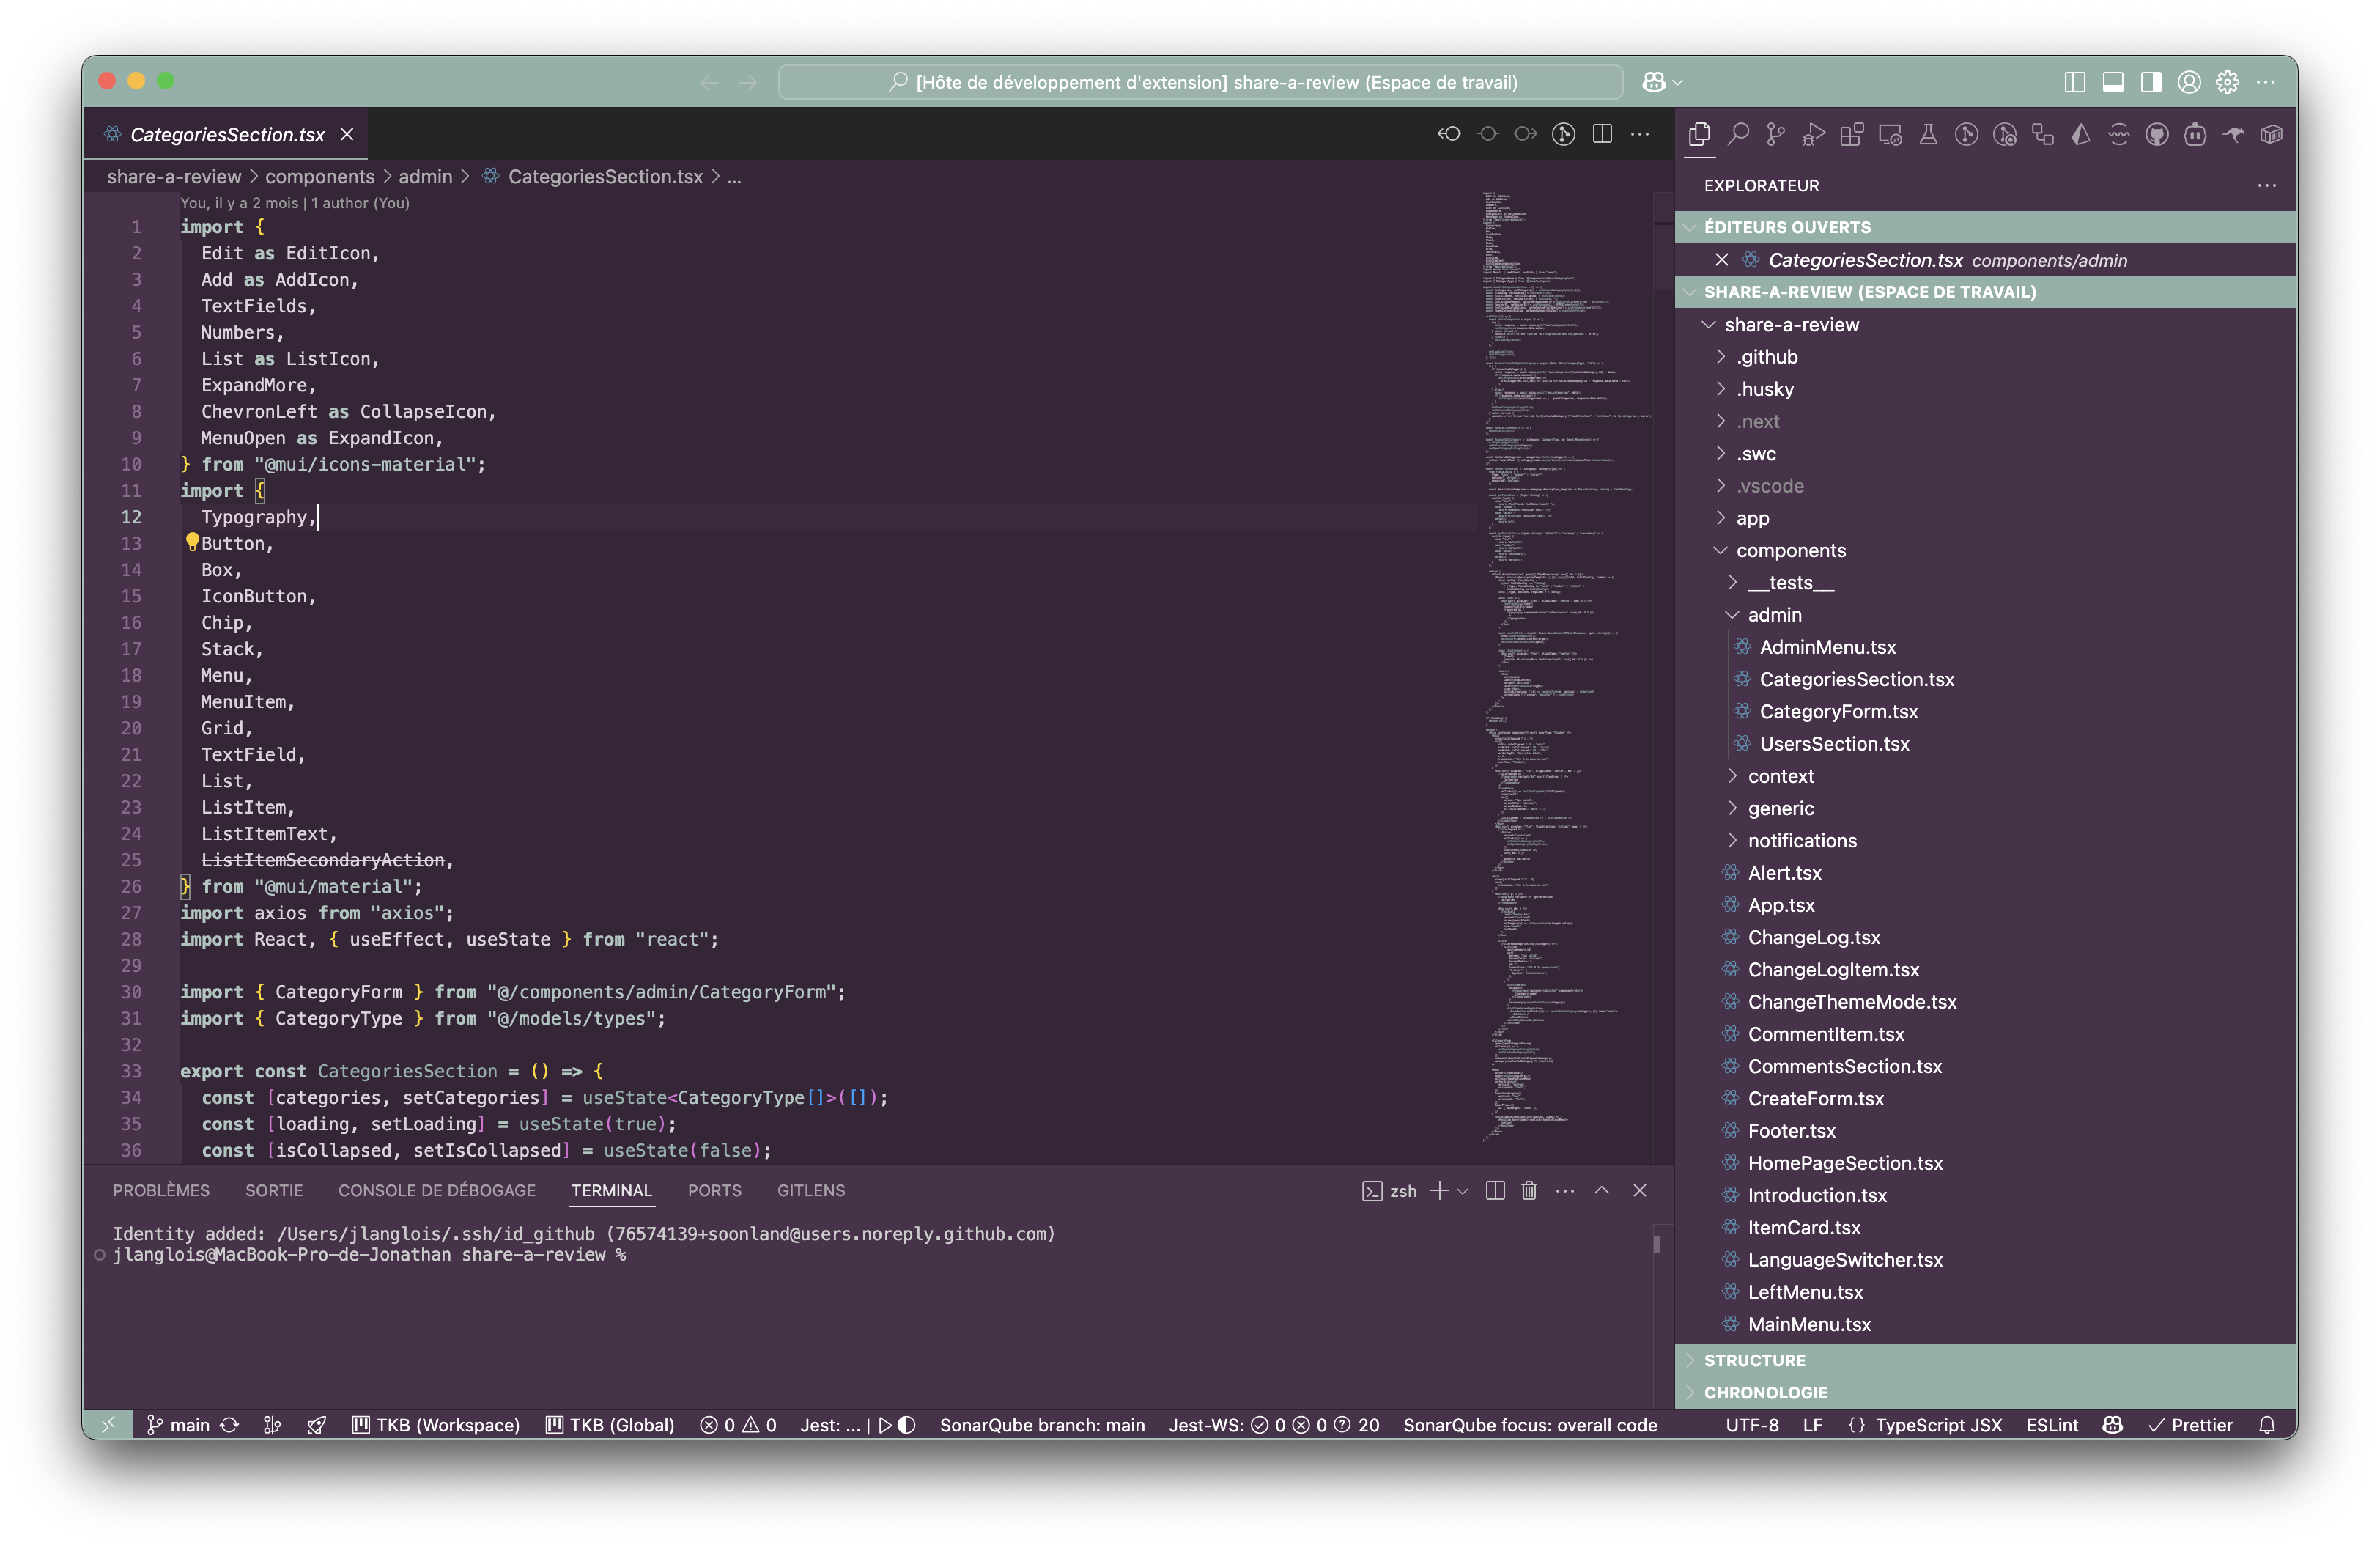 [Hôte de développement d'extension] share-a-review (Espace de travail)
CategoriesSection.tsx
share-a-review > components > admin > CategoriesSection.tsx > ...
You, il y a 2 mois | 1 author (You)
1 import {
2 Edit as EditIcon,
3 Add as AddIcon,
4 TextFields,
5 Numbers,
6 List as ListIcon,
7 ExpandMore,
8 ChevronLeft as CollapseIcon,
9 MenuOpen as ExpandIcon,
10 } from "@mui/icons-material";
11 import {
12 Typography,
13 Button,
14 Box,
15 IconButton,
16 Chip,
17 Stack,
18 Menu,
19 MenuItem,
20 Grid,
21 TextField,
22 List,
23 ListItem,
24 ListItemText,
25 ListItemSecondaryAction,
26 } from "@mui/material";
27 import axios from "axios";
28 import React, { useEffect, useState } from "react";
29
30 import { CategoryForm } from "@/components/admin/CategoryForm";
31 import { CategoryType } from "@/models/types";
32
33 export const CategoriesSection = () => {
34 const [categories, setCategories] = useState<CategoryType[]>([]);
35 const [loading, setLoading] = useState(true);
36 const [isCollapsed, setIsCollapsed] = useState(false);
PROBLÈMES SORTIE CONSOLE DE DÉBOGAGE TERMINAL PORTS GITLENS
zsh
Identity added: /Users/jlanglois/.ssh/id_github (76574139+soonland@users.noreply.github.com)
jlanglois@MacBook-Pro-de-Jonathan share-a-review %
EXPLORATEUR
ÉDITEURS OUVERTS
CategoriesSection.tsx components/admin
SHARE-A-REVIEW (ESPACE DE TRAVAIL)
share-a-review
.github
.husky
.next
.swc
.vscode
app
components
__tests__
admin
AdminMenu.tsx
CategoriesSection.tsx
CategoryForm.tsx
UsersSection.tsx
context
generic
notifications
Alert.tsx
App.tsx
ChangeLog.tsx
ChangeLogItem.tsx
ChangeThemeMode.tsx
CommentItem.tsx
CommentsSection.tsx
CreateForm.tsx
Footer.tsx
HomePageSection.tsx
Introduction.tsx
ItemCard.tsx
LanguageSwitcher.tsx
LeftMenu.tsx
MainMenu.tsx
STRUCTURE
CHRONOLOGIE
main TKB (Workspace) TKB (Global) 0 0 Jest: ... | SonarQube branch: main Jest-WS: 0 0 20 SonarQube focus: overall code UTF-8 LF {} TypeScript JSX ESLint Prettier